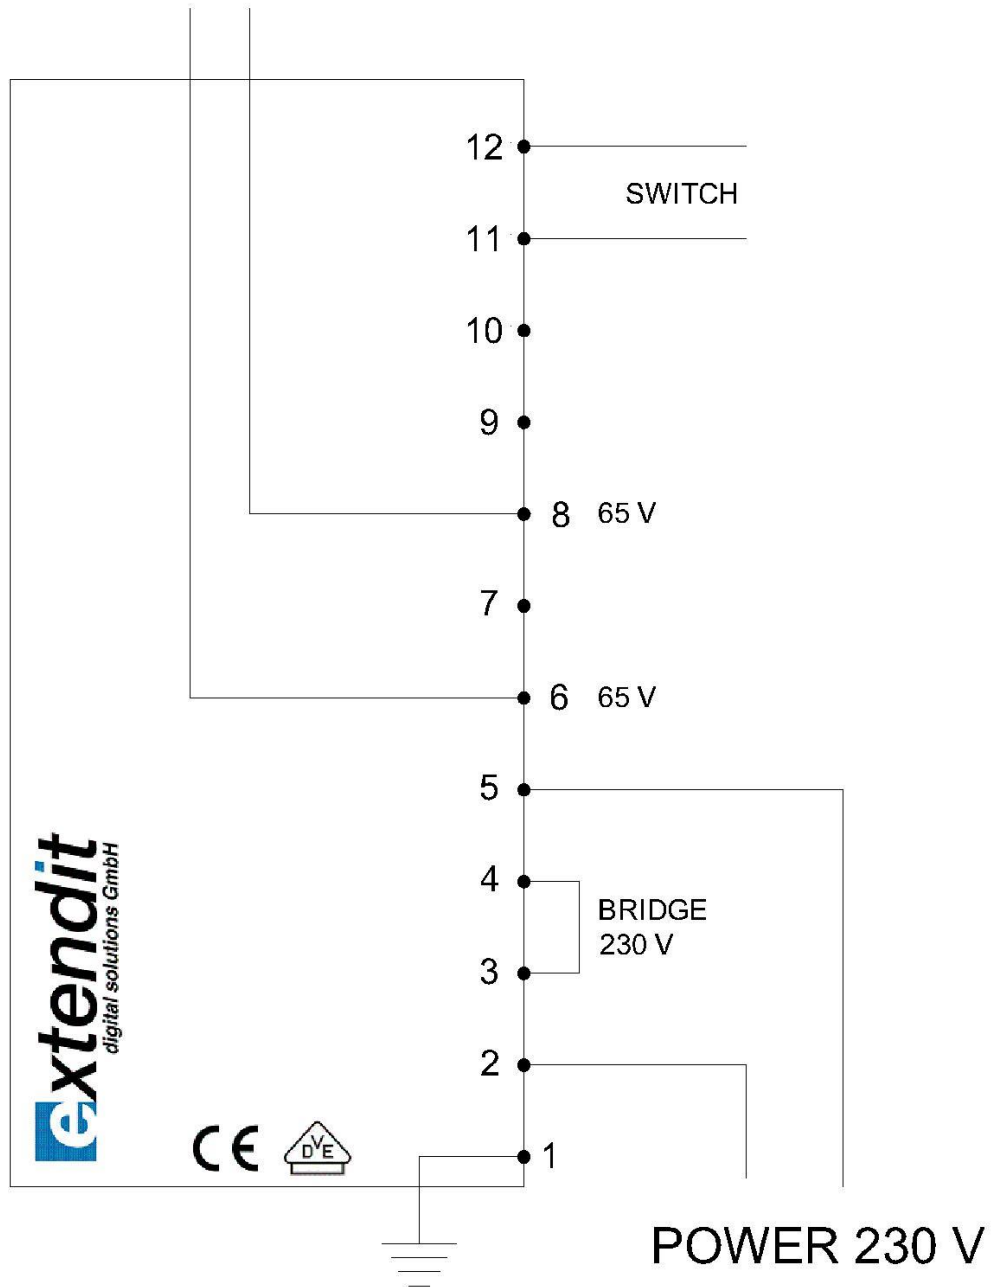 12
SWITCH
11
10
9
8 65 V
7
6 65 V
5
4
BRIDGE
230 V
3
2
1
extendit
digital solutions GmbH
CE
DVE
POWER 230 V